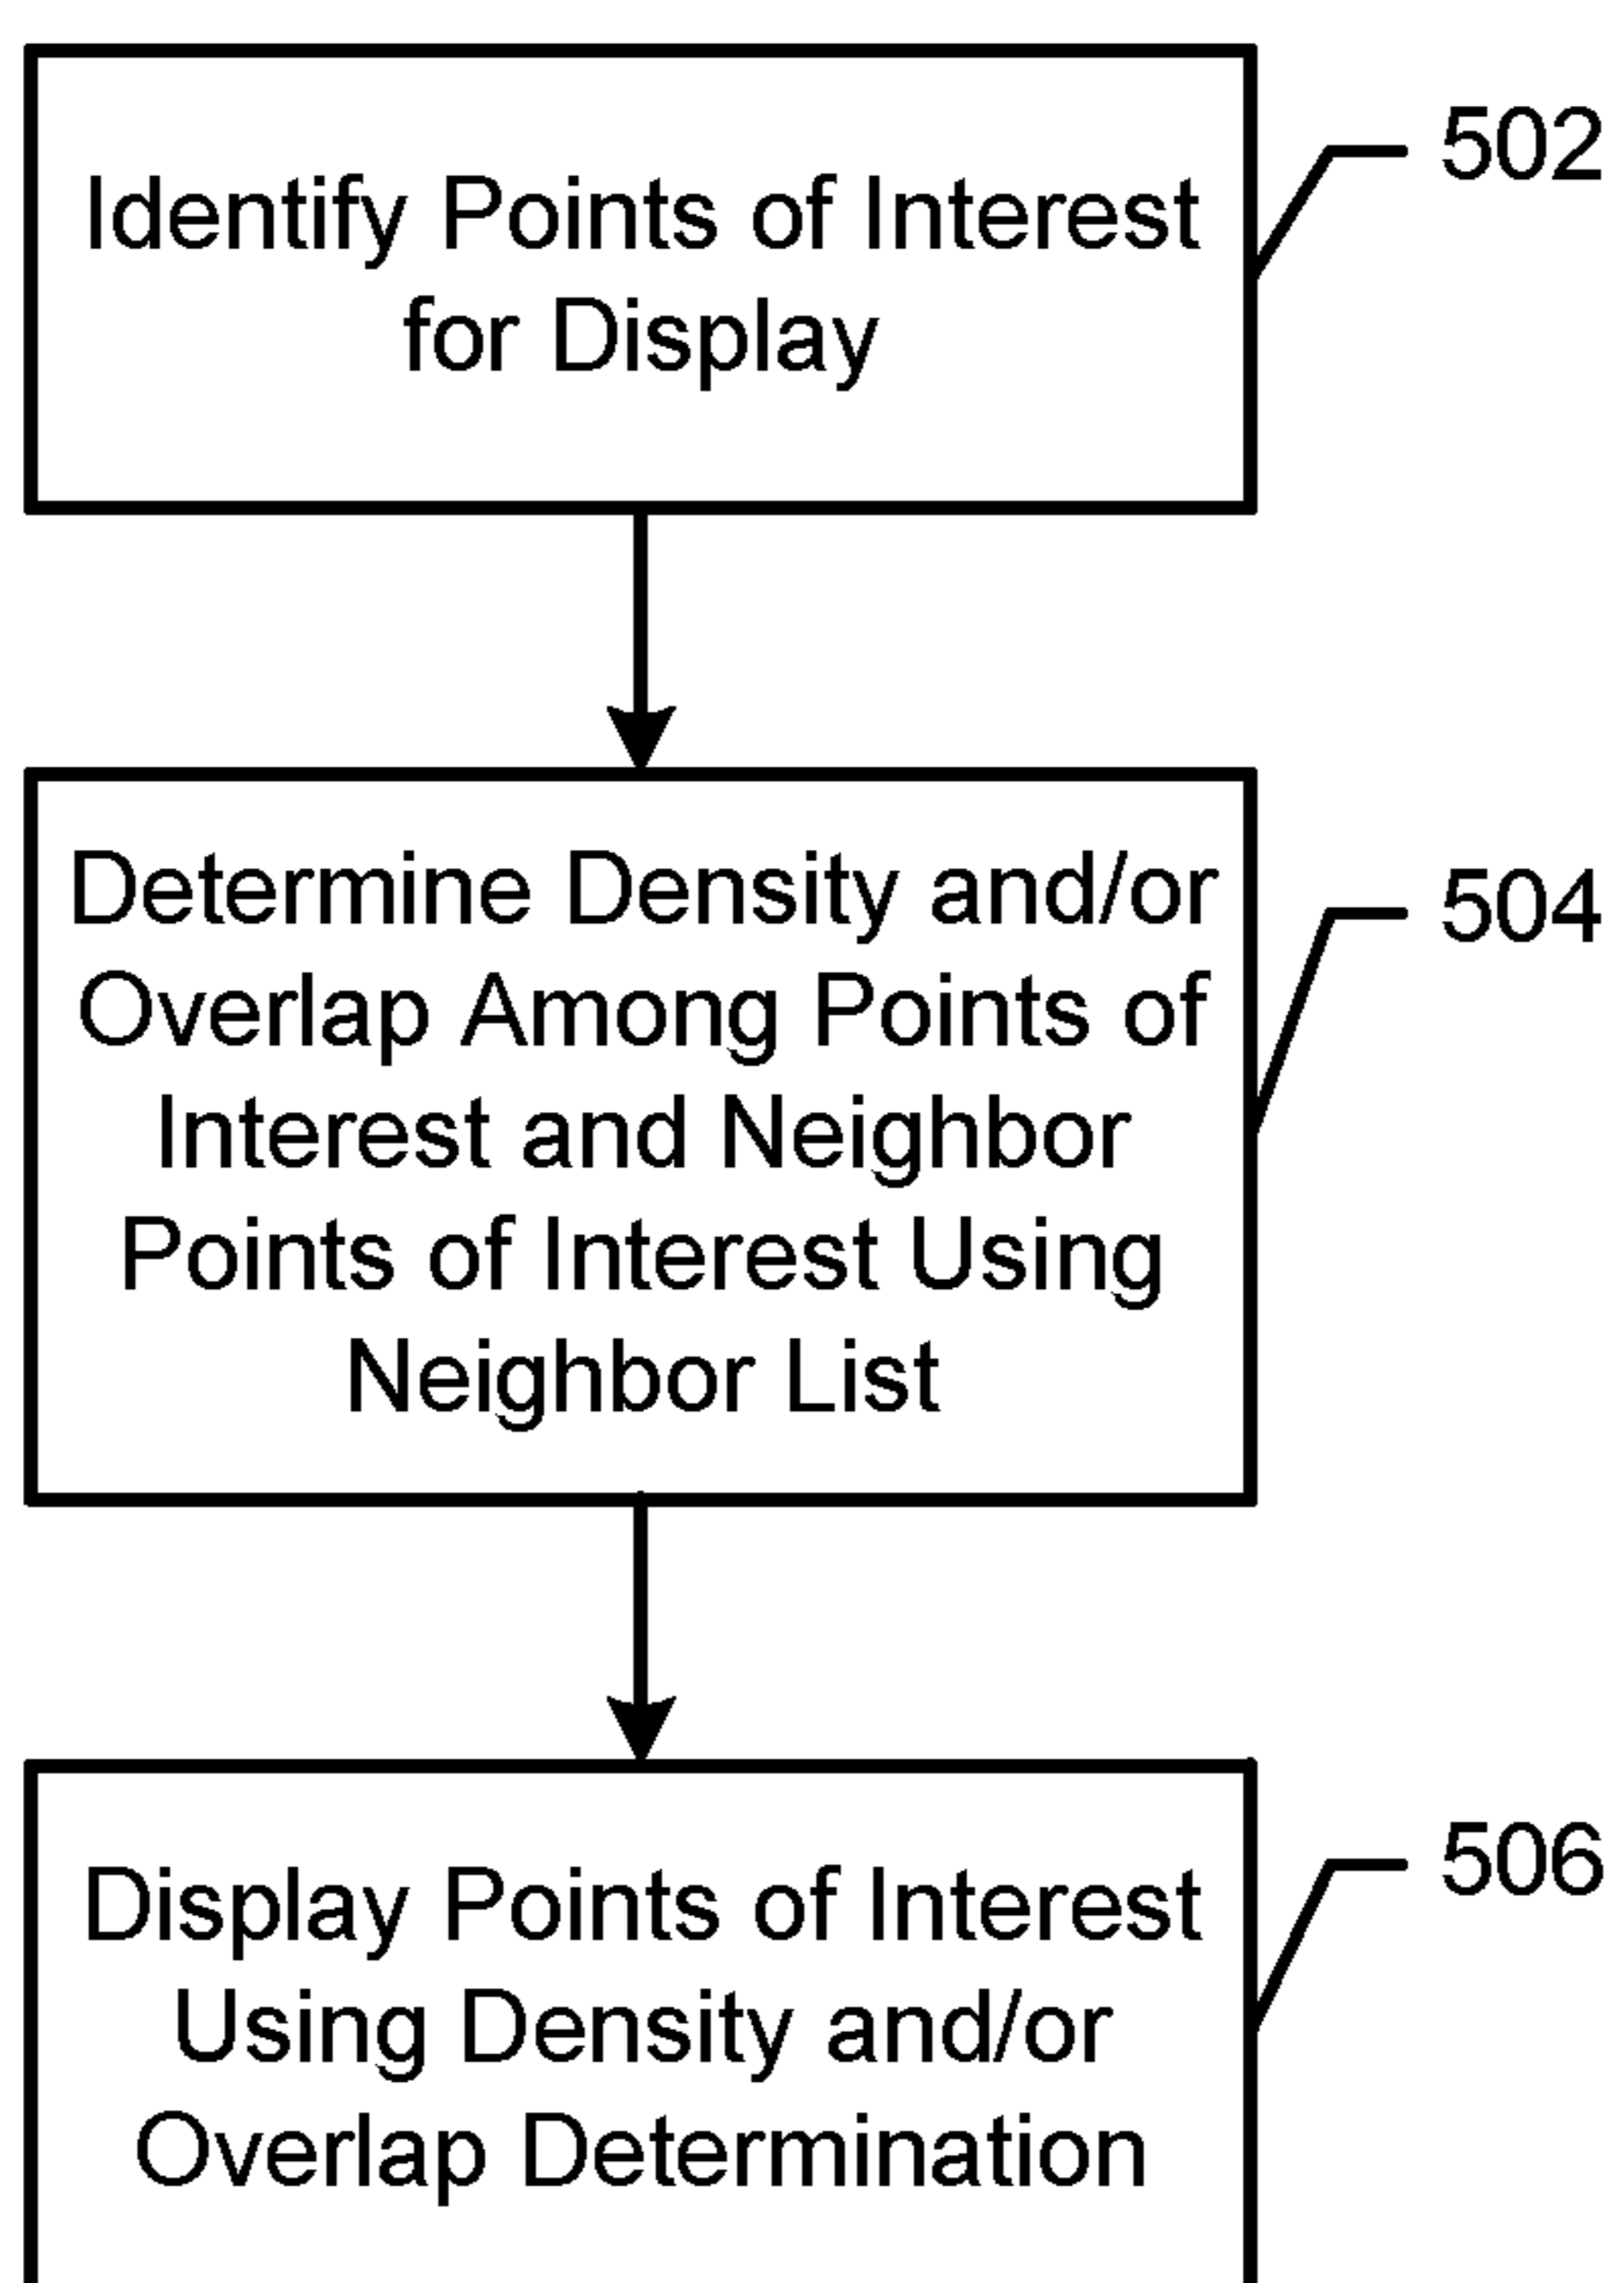 Identify Points of Interest
for Display
502
Determine Density and/or
Overlap Among Points of
Interest and Neighbor
Points of Interest Using
Neighbor List
504
Display Points of Interest
Using Density and/or
Overlap Determination
506